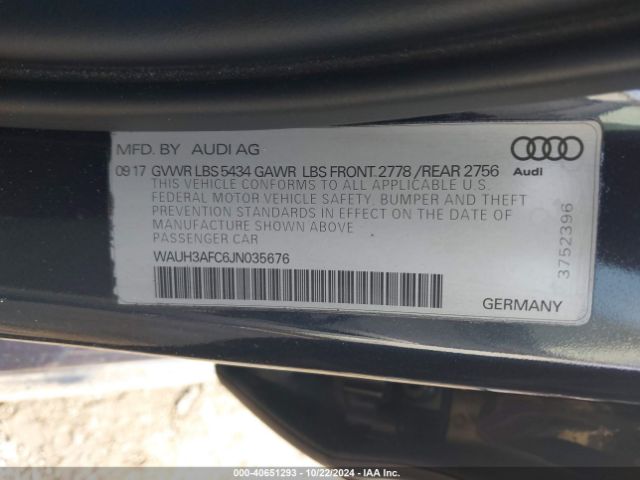 MFD. BY AUDI AG
09 17 GVWR LBS 5434 GAWR LBS FRONT 2778 /REAR 2756
Audi
THIS VEHICLE CONFORMS TO ALL APPLICABLE U.S.
FEDERAL MOTOR VEHICLE SAFETY, BUMPER AND THEFT
PREVENTION STANDARDS IN EFFECT ON THE DATE OF
MANUFACTURE SHOWN ABOVE
PASSENGER CAR
WAUH3AFC6JN035676
3752396
GERMANY
000-40651293 - 10/22/2024 - IAA Inc.